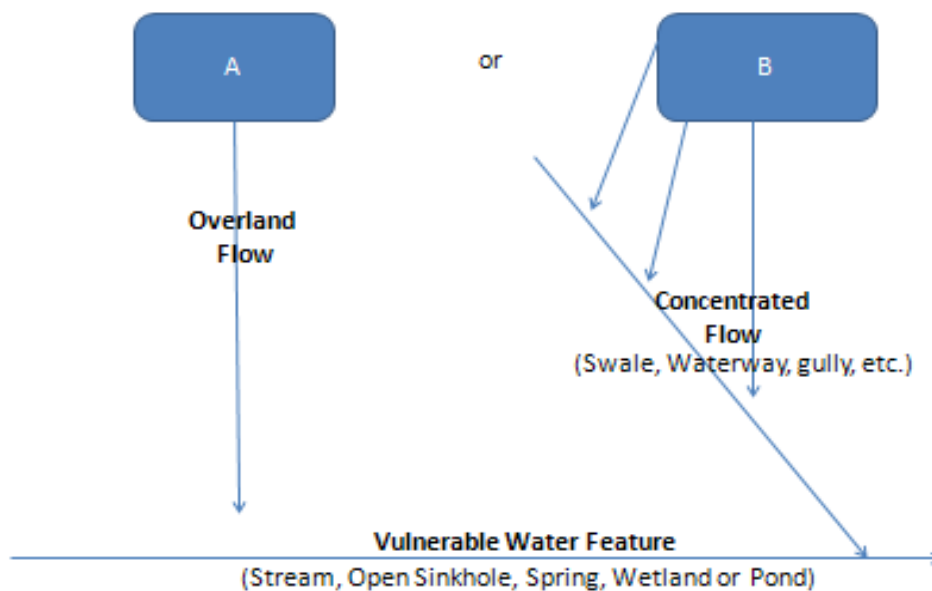 A
or
B
Overland
Flow
Concentrated
Flow
(Swale, Waterway, gully, etc.)
Vulnerable Water Feature
(Stream, Open Sinkhole, Spring, Wetland or Pond)